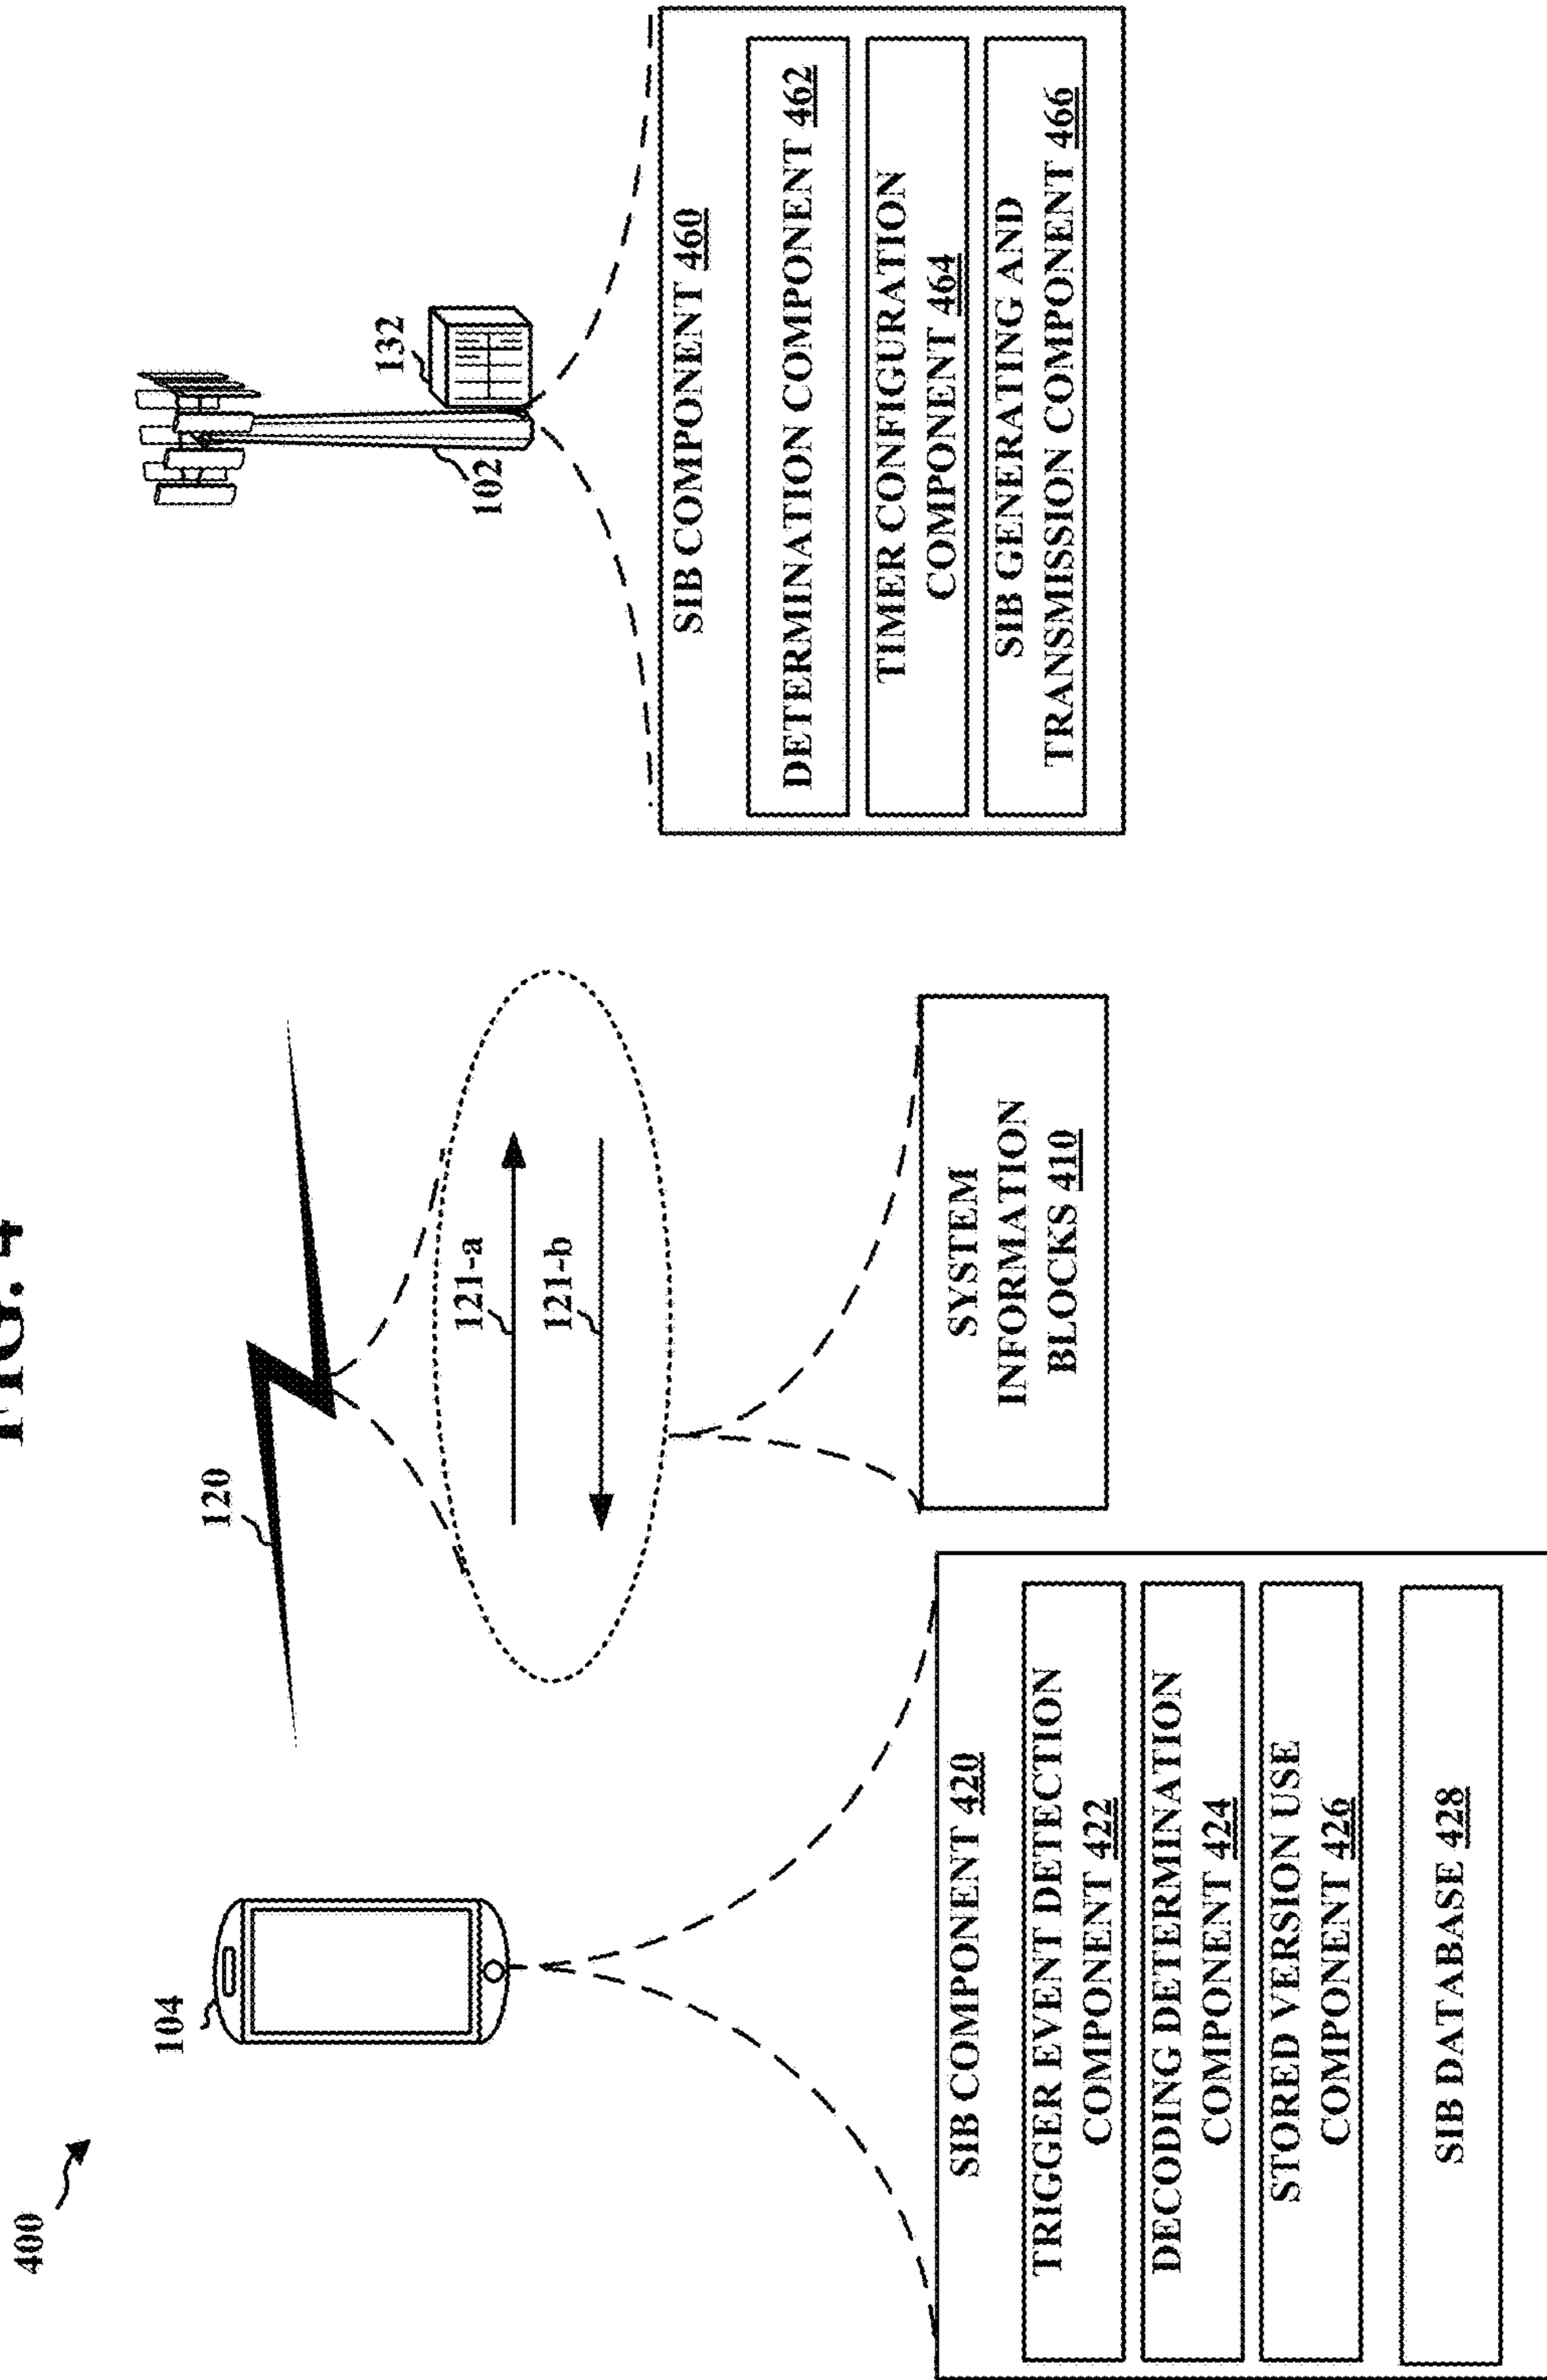 FIG. 4
400
104
120
121-a
121-b
102
132
SIB COMPONENT 420
TRIGGER EVENT DETECTION
COMPONENT 422
DECODING DETERMINATION
COMPONENT 424
STORED VERSION USE
COMPONENT 426
SIB DATABASE 428
SYSTEM
INFORMATION
BLOCKS 410
SIB COMPONENT 460
DETERMINATION COMPONENT 462
TIMER CONFIGURATION
COMPONENT 464
SIB GENERATING AND
TRANSMISSION COMPONENT 466